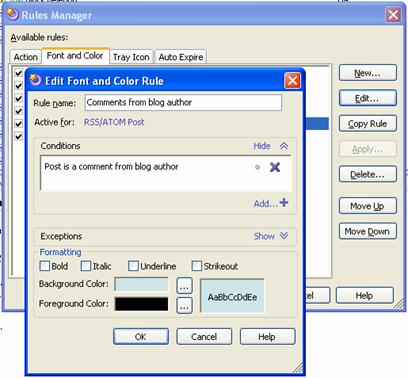 Rules Manager
Available rules:
Action Font and Color Tray Icon Auto Expire
New...
Edit...
Copy Rule
Apply...
Delete...
Move Up
Move Down
Help
Edit Font and Color Rule
Rule name: Comments from blog author
Active for: RSS/ATOM Post
Conditions Hide
Post is a comment from blog author
Add...
Exceptions Show
Formatting
Bold Italic Underline Strikeout
Background Color: ...
Foreground Color: ...
AaBbCcDdEe
OK Cancel Help